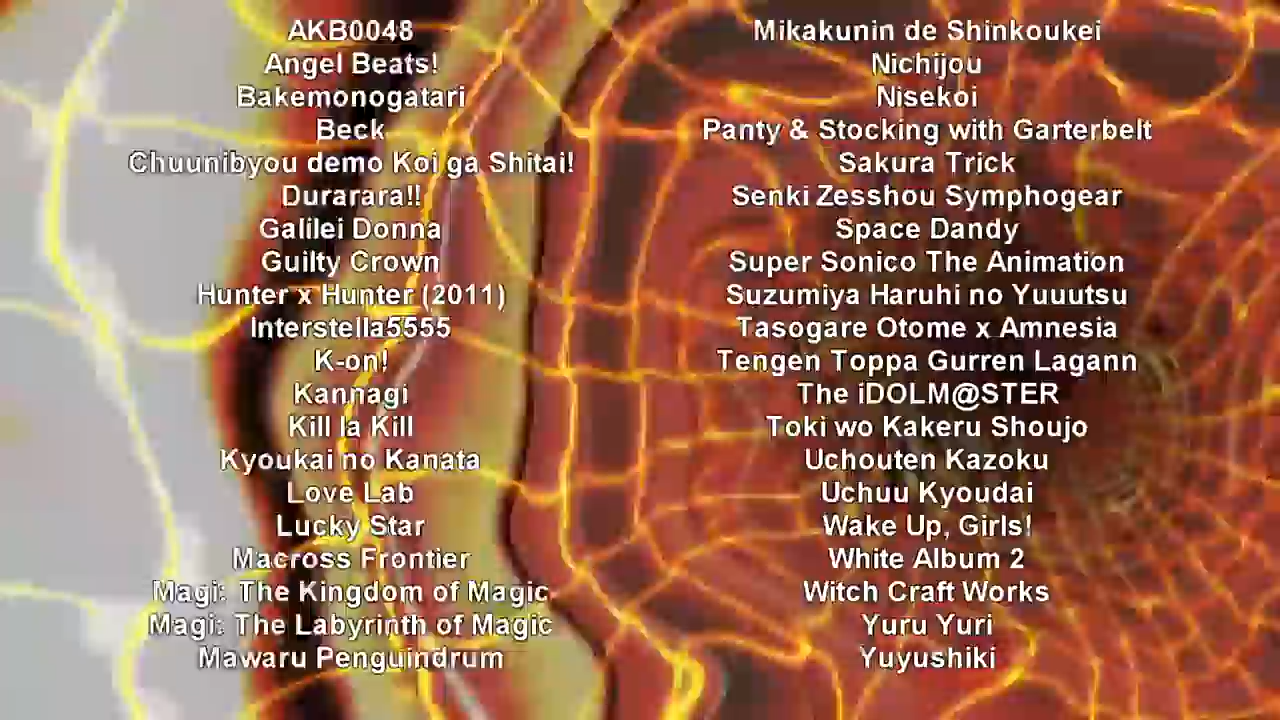 AKB0048
Angel Beats!
Bakemonogatari
Beck
Chuunibyou demo Koi ga Shitai!
Durarara!!
Galilei Donna
Guilty Crown
Hunter x Hunter (2011)
Interstella5555
K-on!
Kannagi
Kill la Kill
Kyoukai no Kanata
Love Lab
Lucky Star
Macross Frontier
Magi: The Kingdom of Magic
Magi: The Labyrinth of Magic
Mawaru Penguindrum
Mikakunin de Shinkoukei
Nichijou
Nisekoi
Panty & Stocking with Garterbelt
Sakura Trick
Senki Zesshou Symphogear
Space Dandy
Super Sonico The Animation
Suzumiya Haruhi no Yuuutsu
Tasogare Otome x Amnesia
Tengen Toppa Gurren Lagann
The iDOLM@STER
Toki wo Kakeru Shoujo
Uchouten Kazoku
Uchuu Kyoudai
Wake Up, Girls!
White Album 2
Witch Craft Works
Yuru Yuri
Yuyushiki